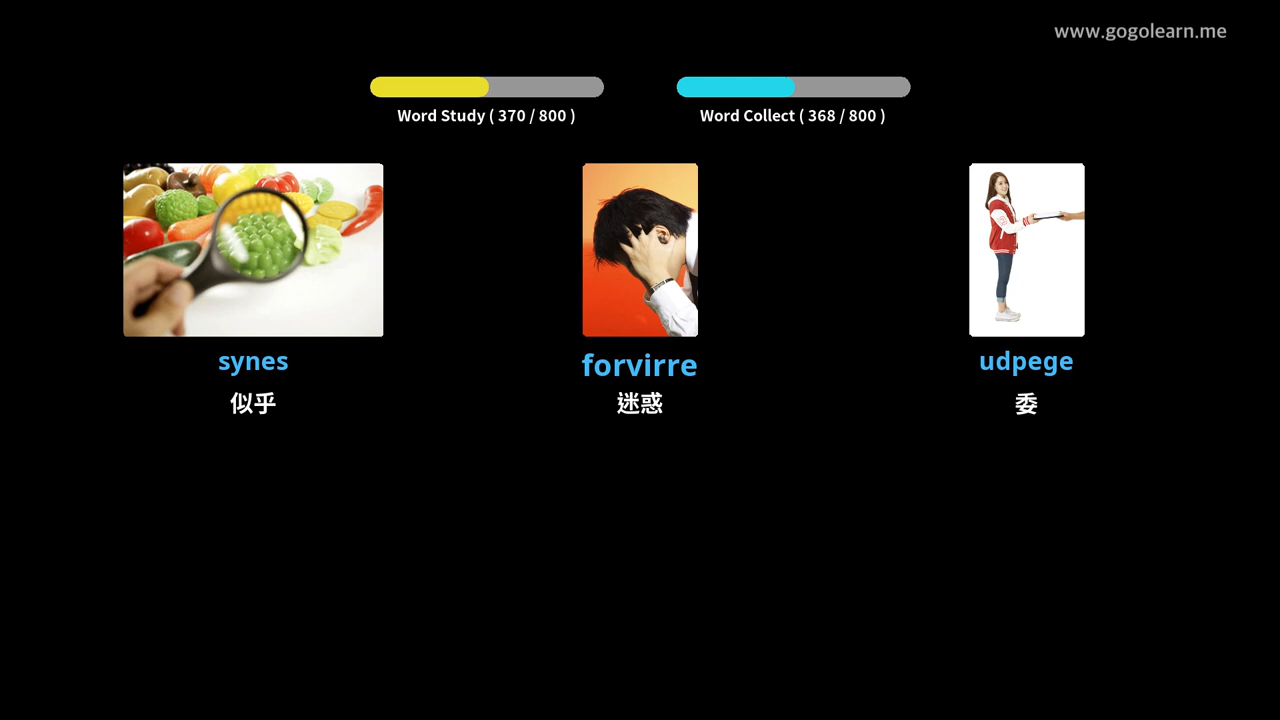 www.gogolearn.me
Word Study ( 370 / 800 )
Word Collect ( 368 / 800 )
synes
似乎
forvirre
迷惑
udpege
委